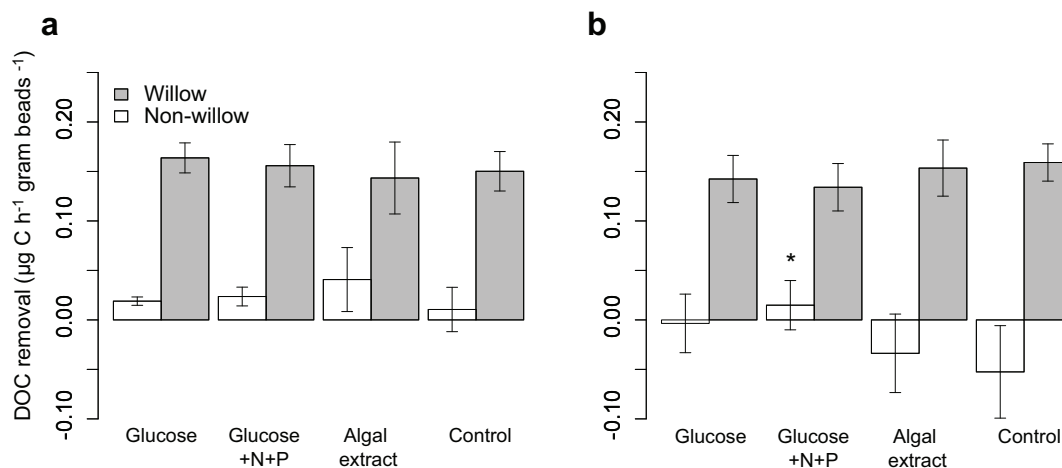 a
b
DOC removal (µg C h⁻¹ gram beads ⁻¹)
Willow
Non-willow
0.20
0.10
0.00
-0.10
Glucose
Glucose
+N+P
Algal
extract
Control
0.20
0.10
0.00
-0.10
*
Glucose
Glucose
+N+P
Algal
extract
Control